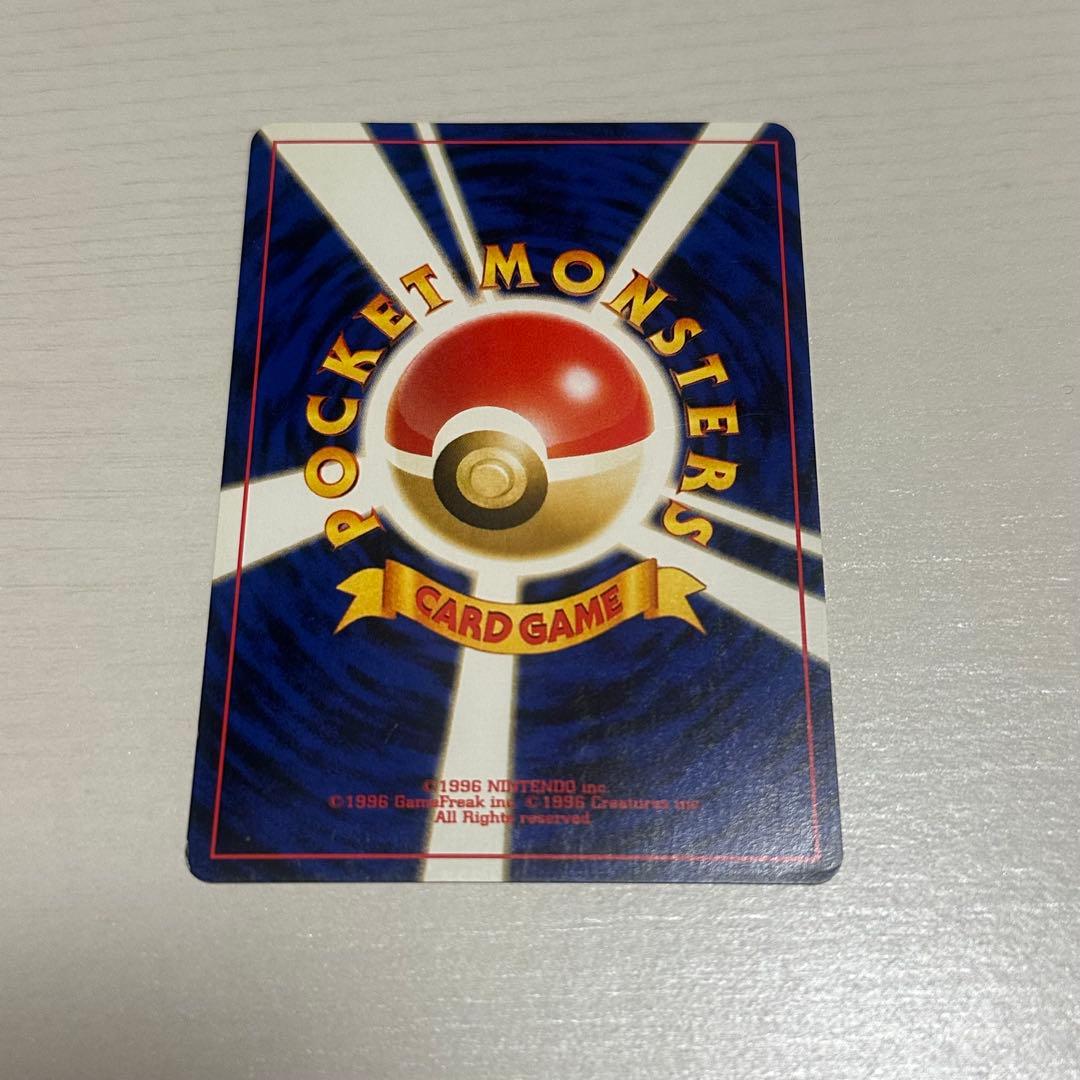 POCKET MONSTERS
CARD GAME
©1996 NINTENDO inc.
©1996 GameFreak inc. ©1996 Creatures inc.
All Rights reserved.